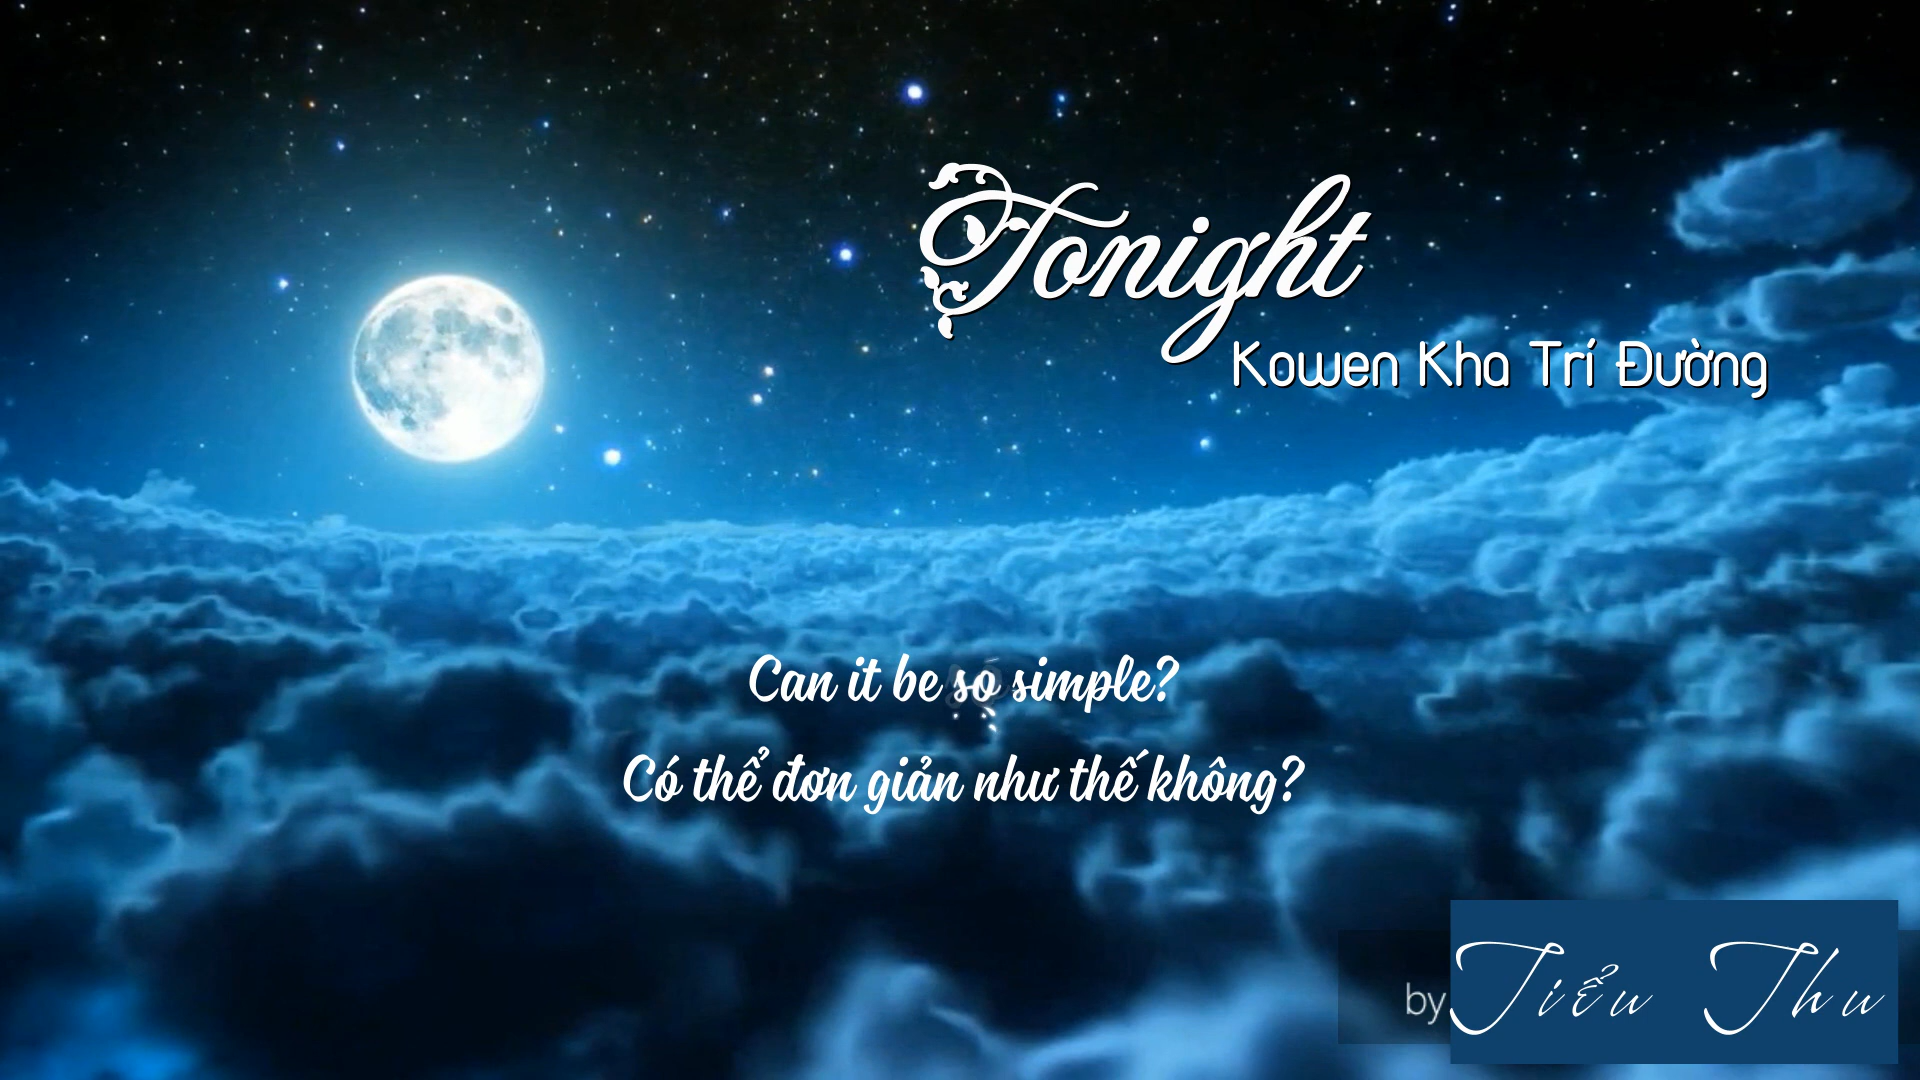 Tonight
Kowen Kha Trí Đường
Can it be so simple?
Có thể đơn giản như thế không?
by Tiểu Thu